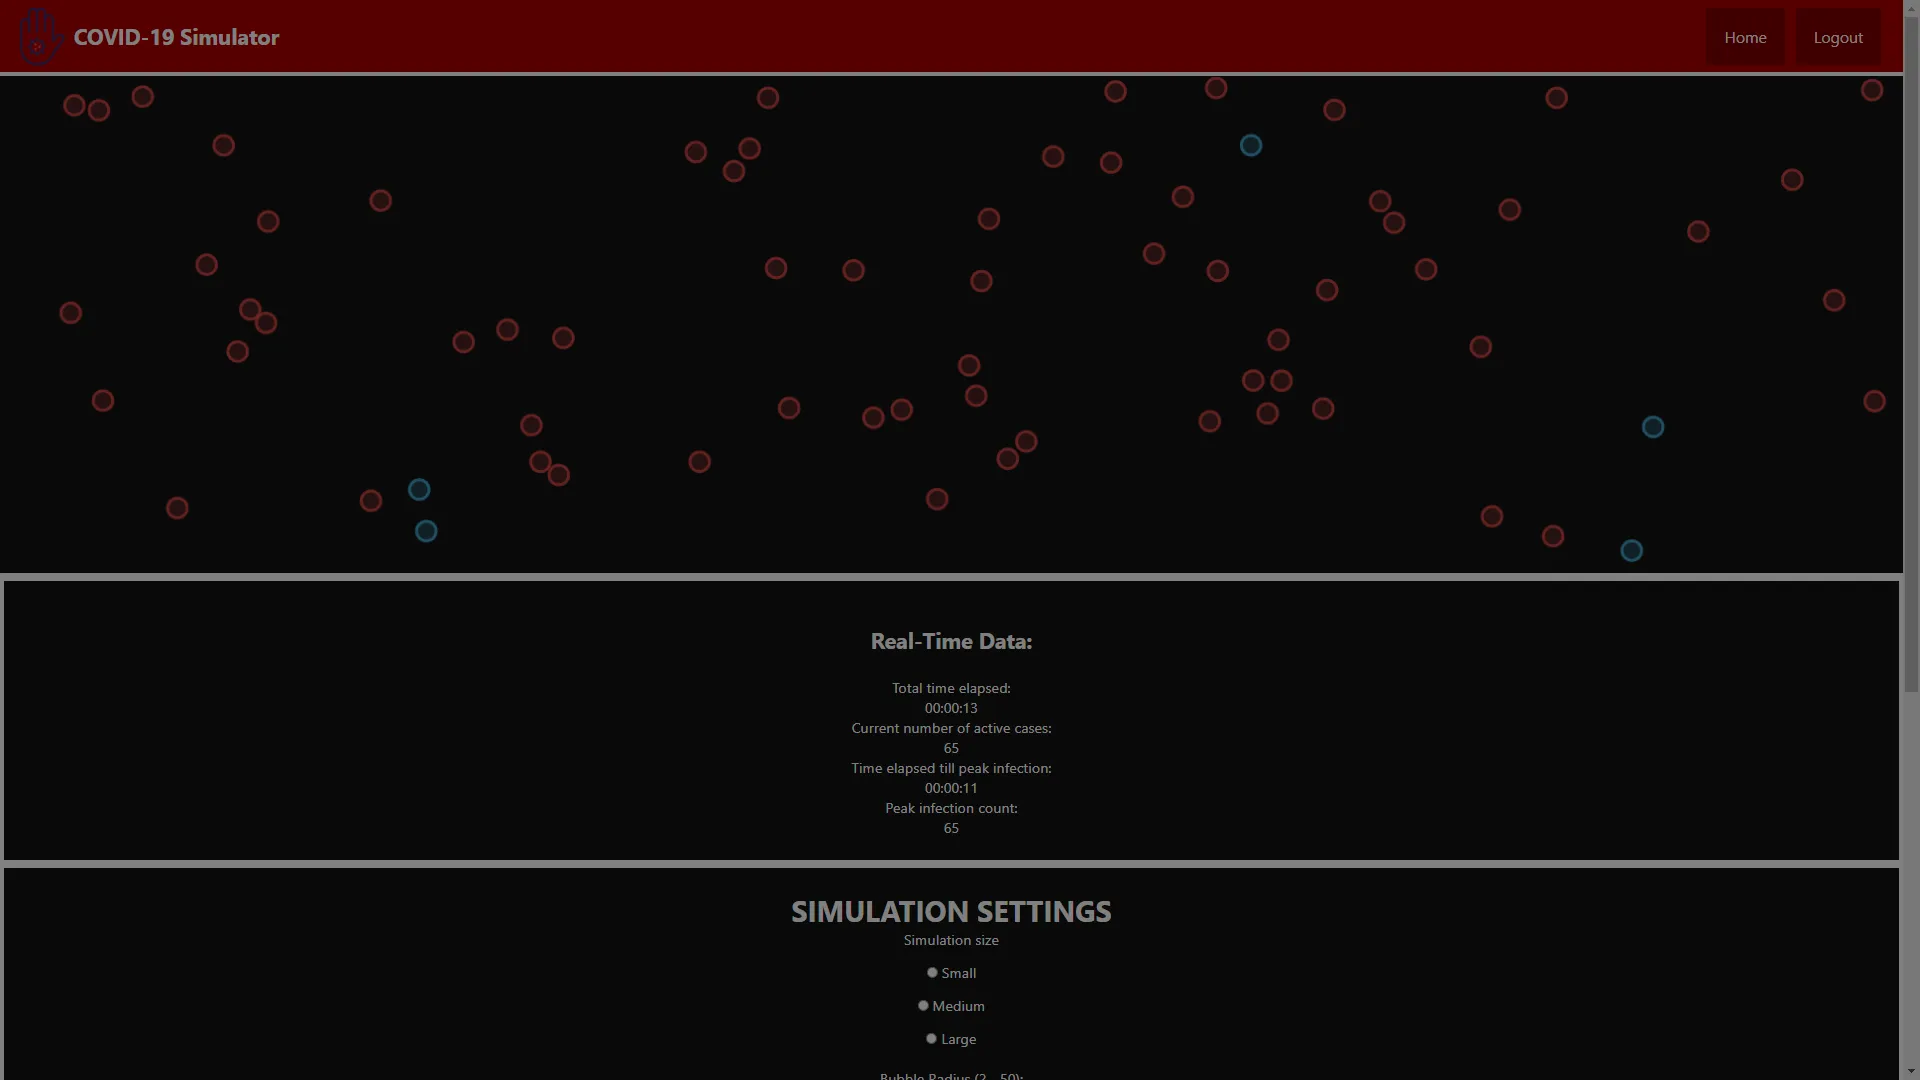 COVID-19 Simulator
Home
Logout
Real-Time Data:
Total time elapsed:
00:00:13
Current number of active cases:
65
Time elapsed till peak infection:
00:00:11
Peak infection count:
65
SIMULATION SETTINGS
Simulation size
Small
Medium
Large
Bubble Radius (2 - 50):